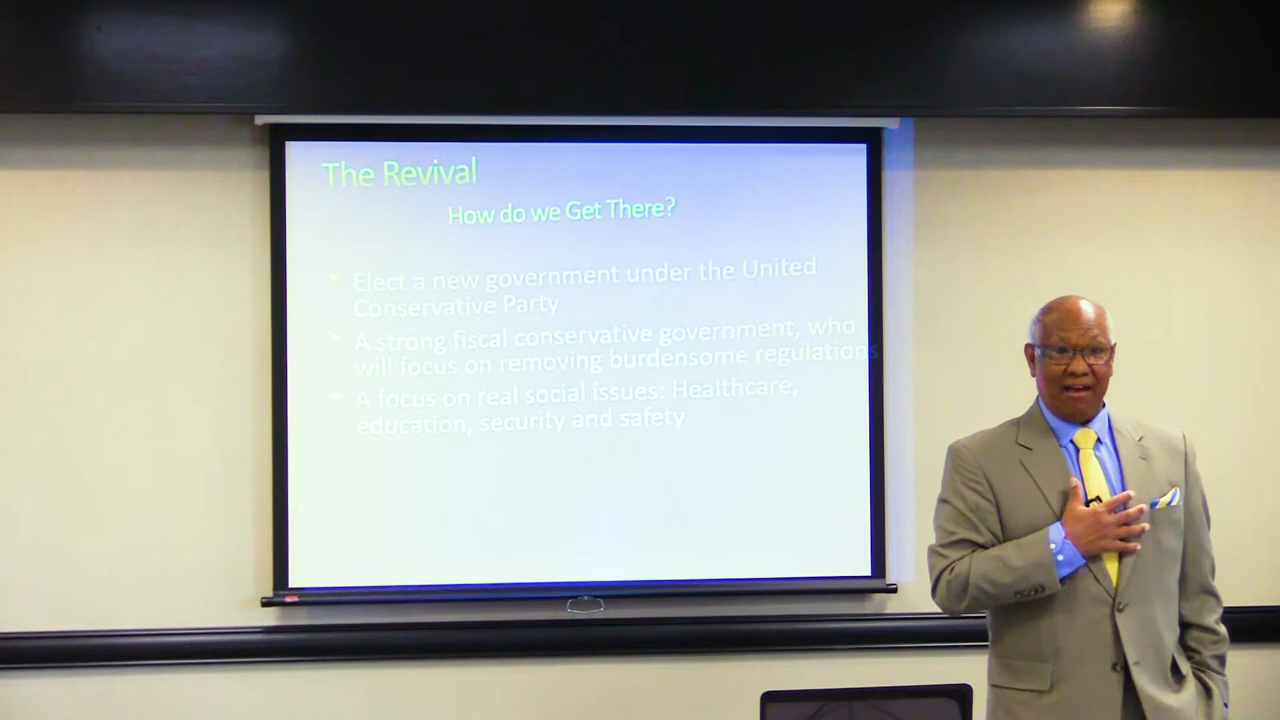 The Revival
How do we Get There?
• Elect a new government under the United
Conservative Party
• A strong fiscal conservative government, who
will focus on removing burdensome regulations
• A focus on real social issues: Healthcare,
education, security and safety